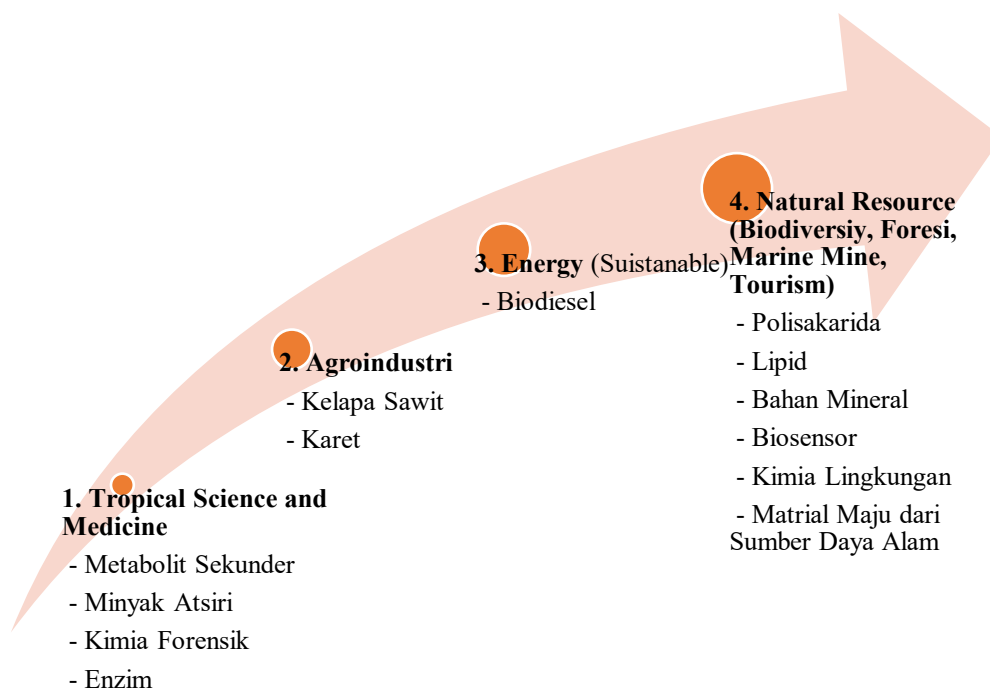 1. Tropical Science and
Medicine
- Metabolit Sekunder
- Minyak Atsiri
- Kimia Forensik
- Enzim
2. Agroindustri
- Kelapa Sawit
- Karet
3. Energy (Suistanable)
- Biodiesel
4. Natural Resource
(Biodiversiy, Foresi,
Marine Mine,
Tourism)
- Polisakarida
- Lipid
- Bahan Mineral
- Biosensor
- Kimia Lingkungan
- Matrial Maju dari
Sumber Daya Alam